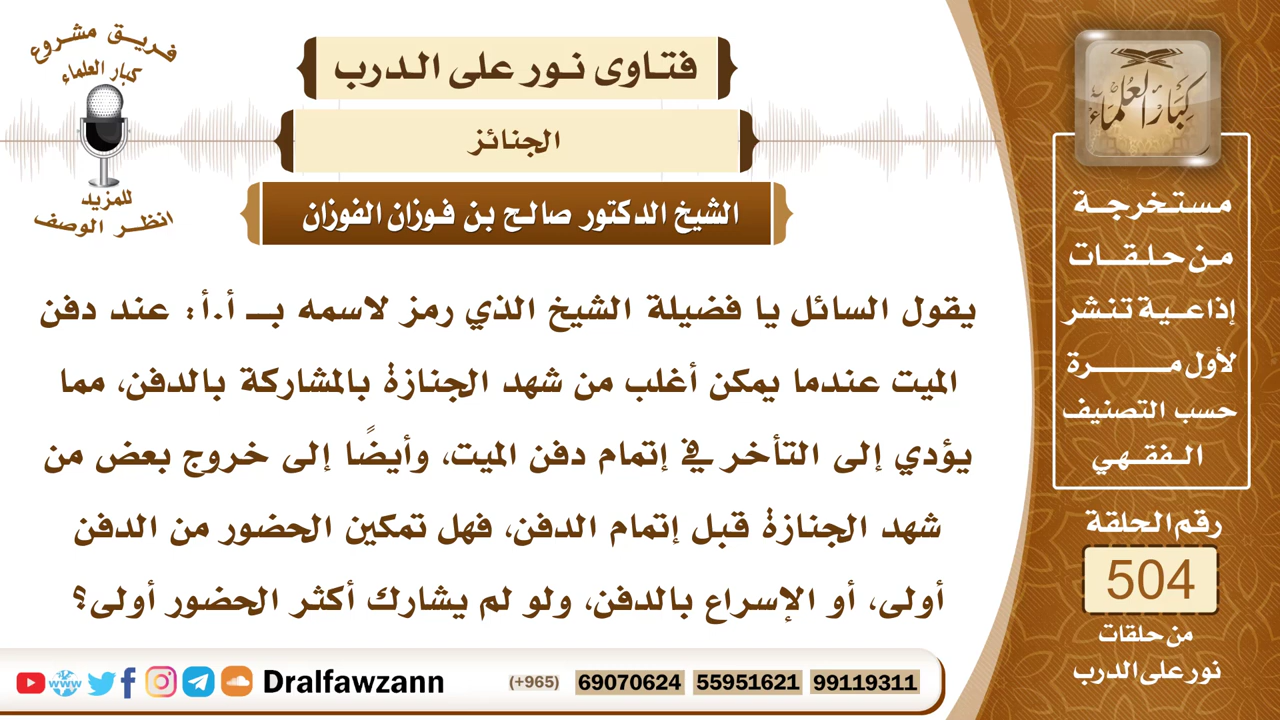 فريق مشروع
كبار العلماء
للمزيد
انظر الوصف
فتاوى نور على الدرب
الجنائز
الشيخ الدكتور صالح بن فوزان الفوزان
يقول السائل يا فضيلة الشيخ الذي رمز لاسمه بـ أ.أ: عند دفن
الميت عندما يمكن أغلب من شهد الجنازة بالمشاركة بالدفن، مما
يؤدي إلى التأخر في إتمام دفن الميت، وأيضًا إلى خروج بعض من
شهد الجنازة قبل إتمام الدفن، فهل تمكين الحضور من الدفن
أولى، أو الإسراع بالدفن، ولو لم يشارك أكثر الحضور أولى؟
كبار العلماء
مستخرجة
من حلقات
إذاعية تنشر
لأول مرة
حسب التصنيف
الفقهي
رقم الحلقة
504
من حلقات
نور على الدرب
www
Dralfawzann
(+965) 69070624 55951621 99119311